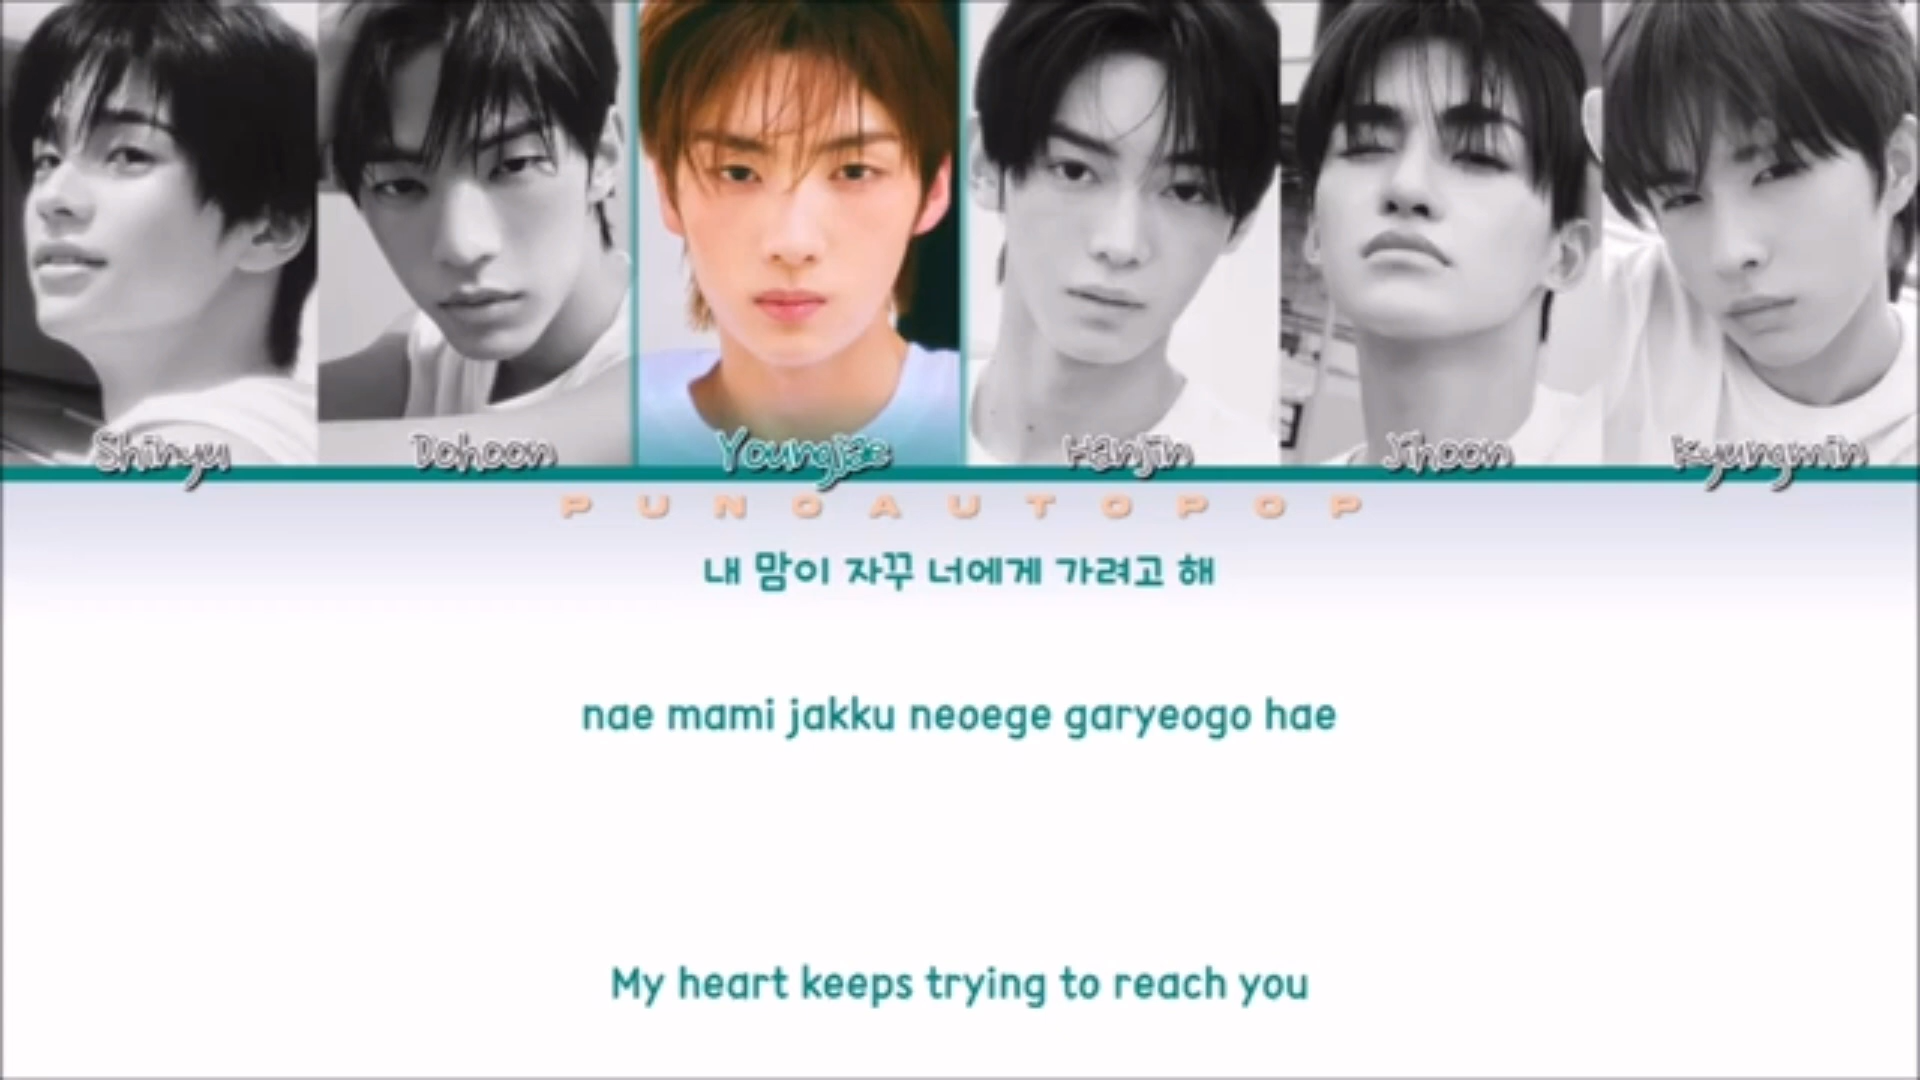 Shinyu Dohoon Youngjae Hanjin Jihoon Kyungmin
PUNOAUTOPOP
내 맘이 자꾸 너에게 가려고 해
nae mami jakku neoege garyeogo hae
My heart keeps trying to reach you